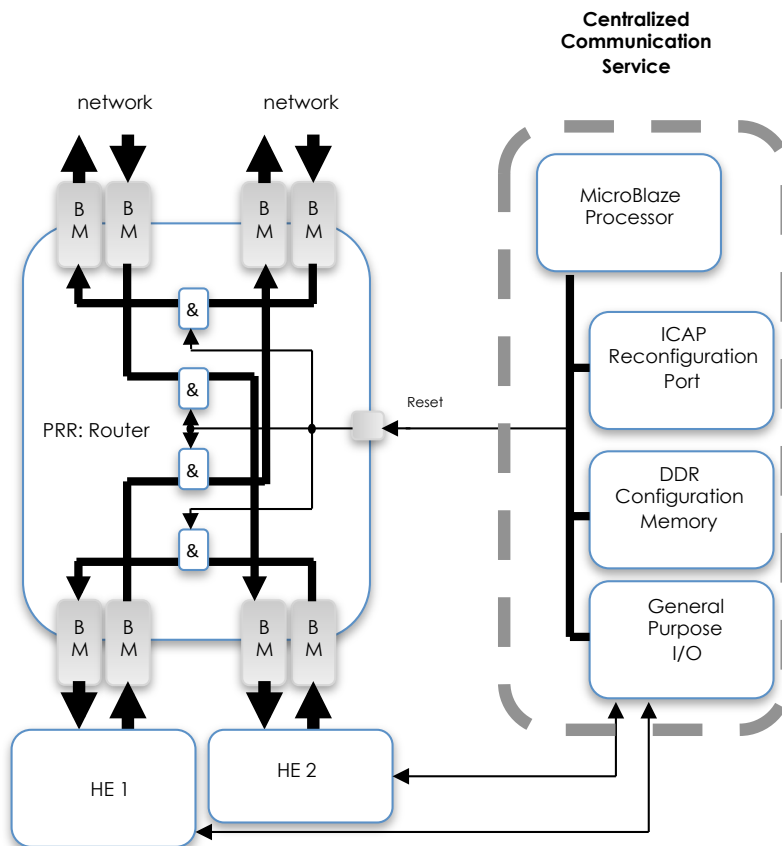 Centralized
Communication
Service
network
network
B
M
B
M
B
M
B
M
MicroBlaze
Processor
&
ICAP
Reconfiguration
Port
&
Reset
PRR: Router
&
DDR
Configuration
Memory
&
B
M
B
M
B
M
B
M
General
Purpose
I/O
HE 1
HE 2